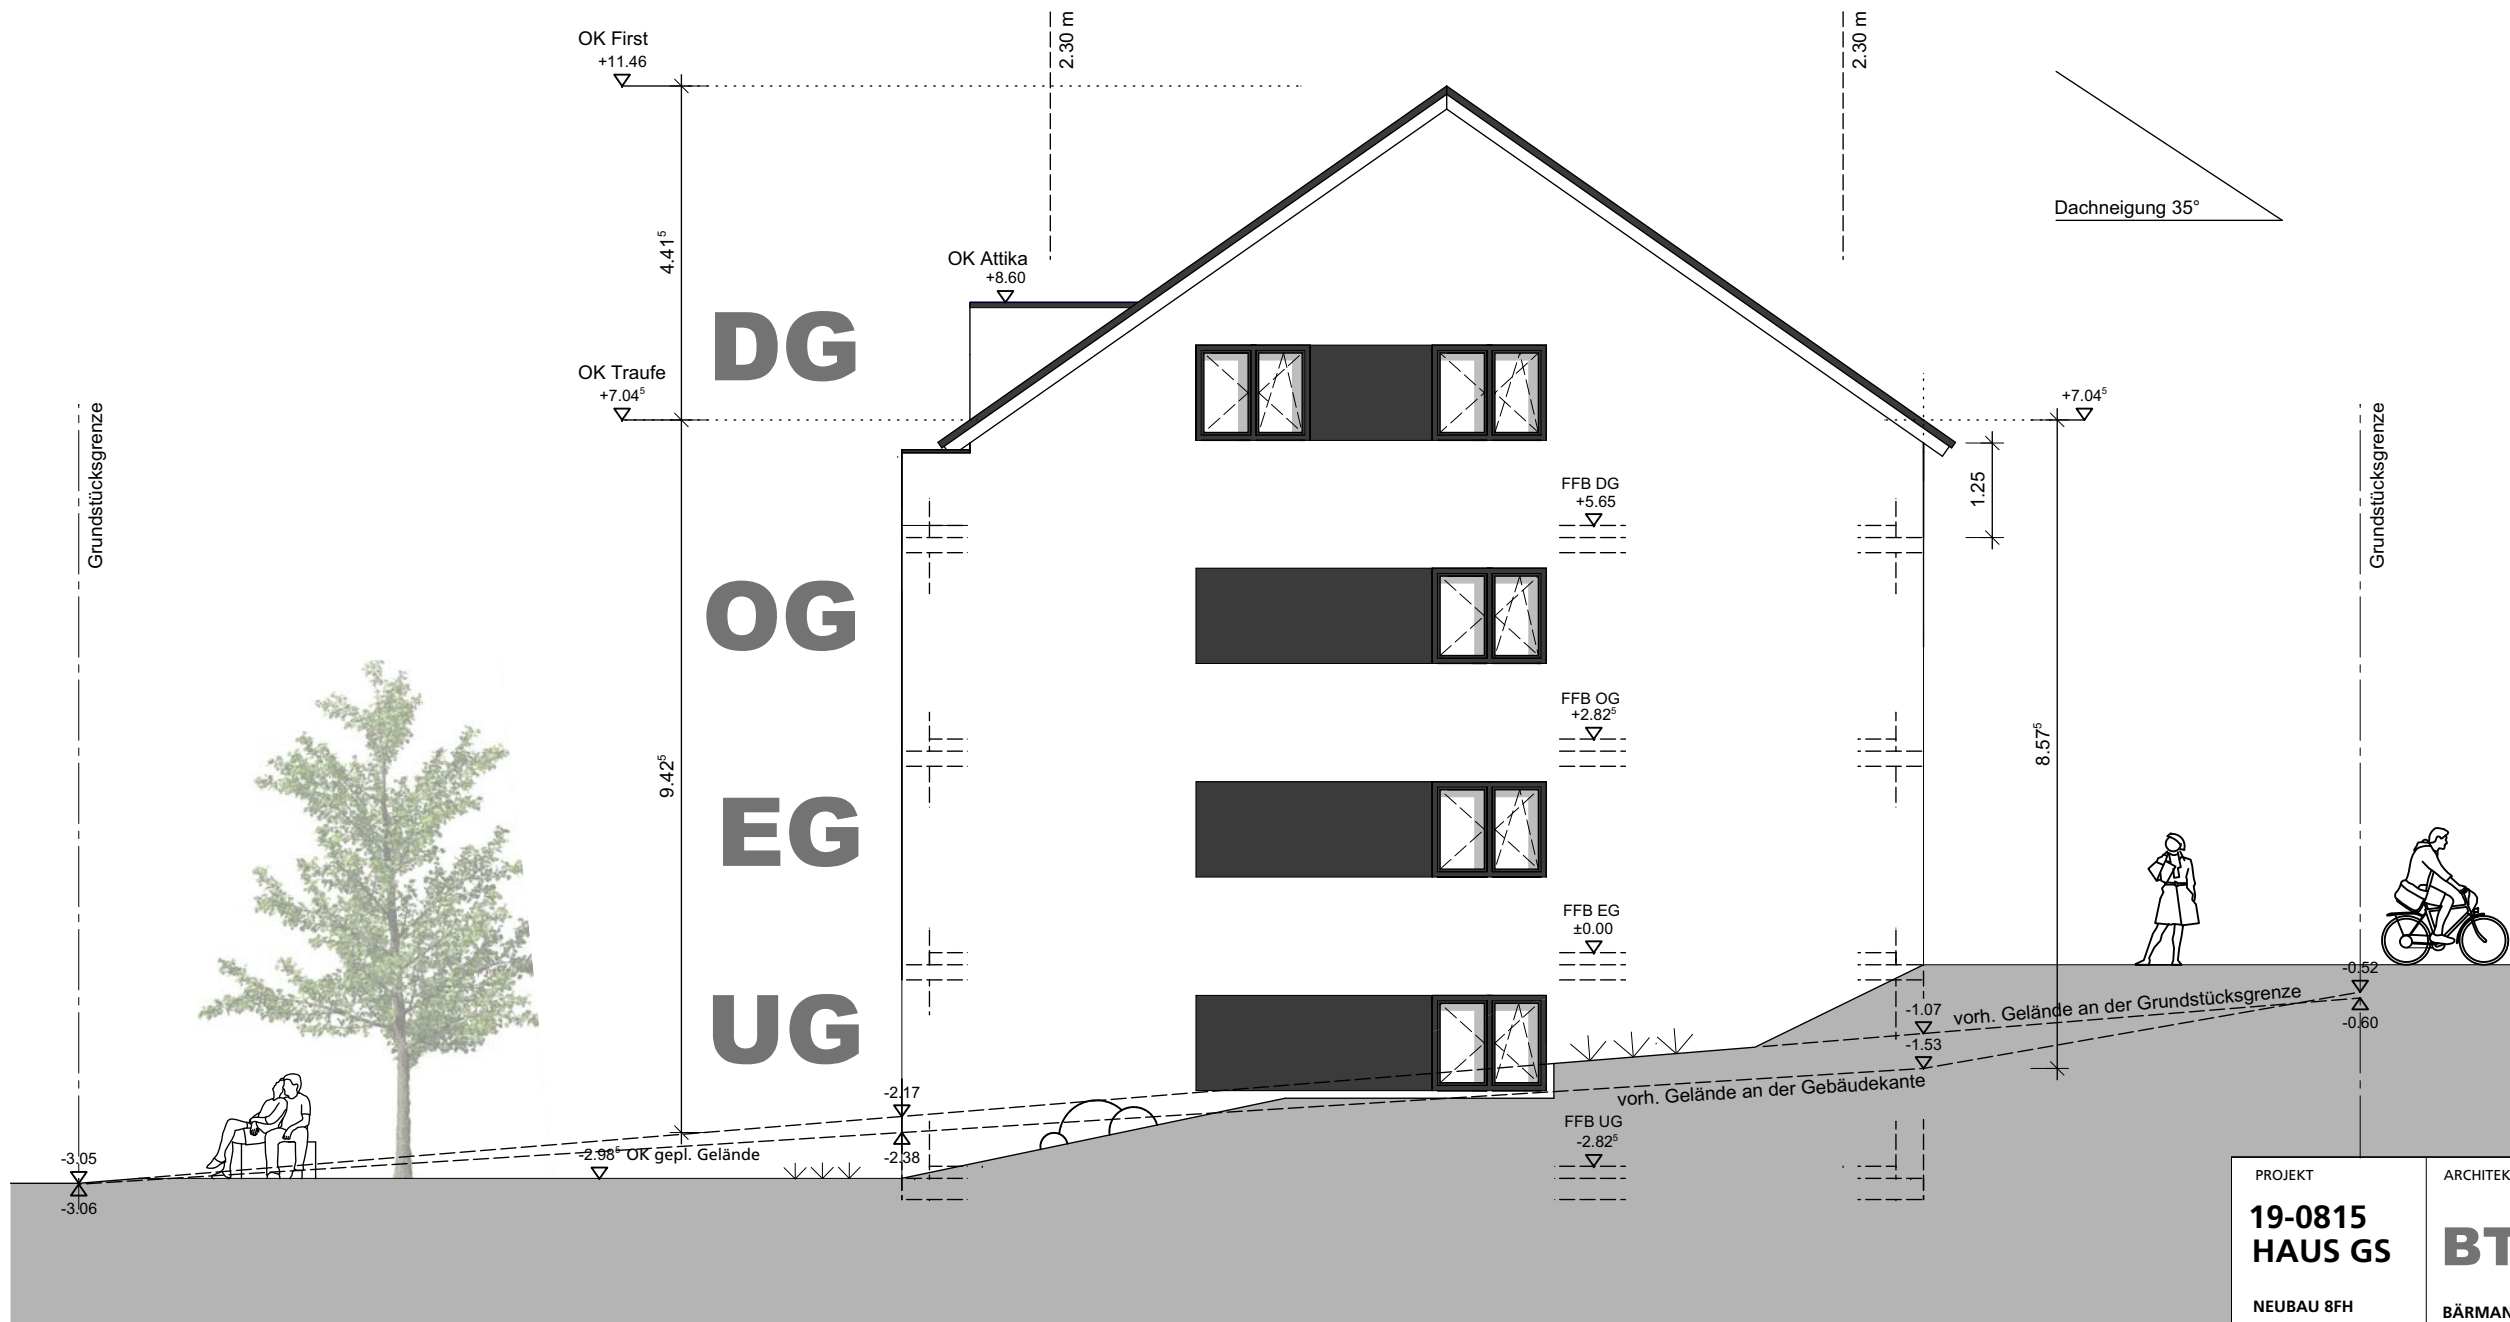 OK First
+11.46
2.30 m
2.30 m
Dachneigung 35°
4.41⁵
OK Attika
+8.60
DG
OK Traufe
+7.04⁵
+7.04⁵
Grundstücksgrenze
Grundstücksgrenze
FFB DG
+5.65
1.25
OG
FFB OG
+2.82⁵
8.57⁵
9.42⁵
EG
FFB EG
±0.00
-0.52
UG
vorh. Gelände an der Grundstücksgrenze
-1.07
-0.60
-1.53
vorh. Gelände an der Gebäudekante
-2.17
FFB UG
-2.82⁵
-3.05
-2.98⁵ OK gepl. Gelände
-2.38
-3.06
PROJEKT
19-0815
HAUS GS
NEUBAU 8FH
ARCHITEK
BT
BÄRMAN